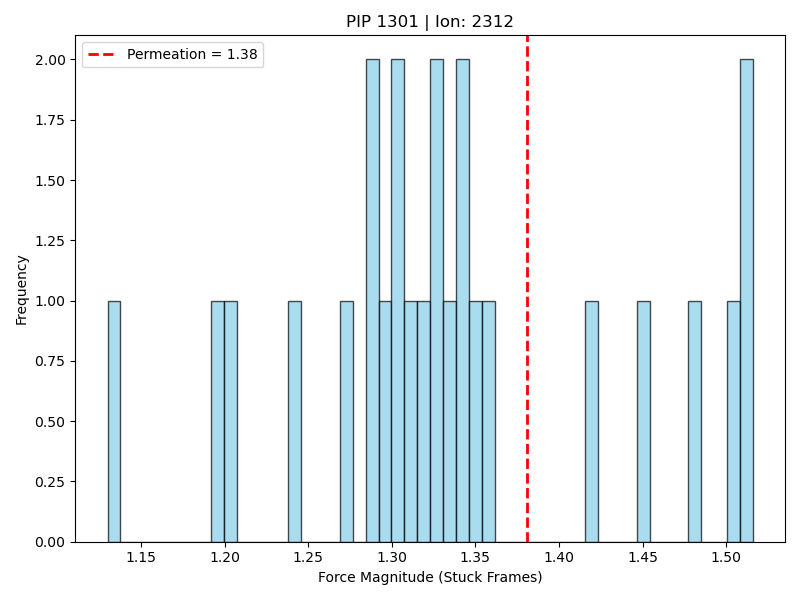 PIP 1301 | Ion: 2312
Permeation = 1.38
2.00
1.75
1.50
1.25
1.00
0.75
0.50
0.25
0.00
Frequency
1.15 1.20 1.25 1.30 1.35 1.40 1.45 1.50
Force Magnitude (Stuck Frames)